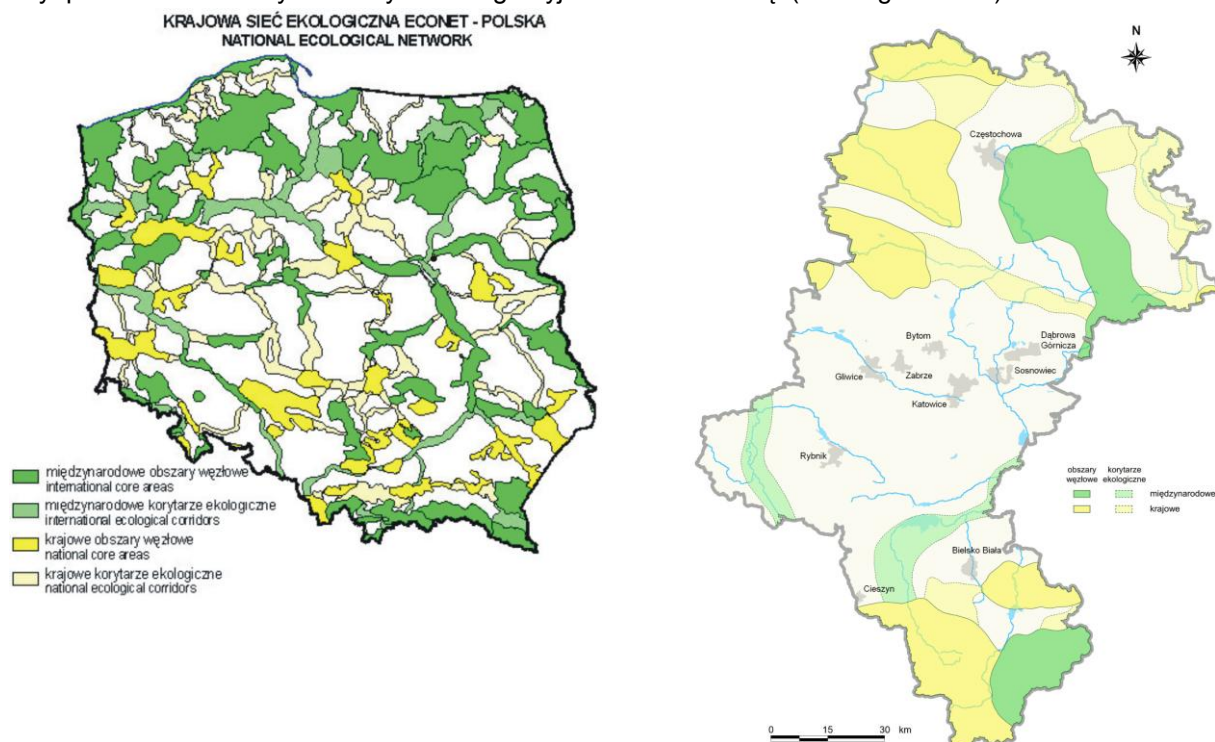 KRAJOWA SIEĆ EKOLOGICZNA ECONET - POLSKA
NATIONAL ECOLOGICAL NETWORK
międzynarodowe obszary węzłowe
international core areas
międzynarodowe korytarze ekologiczne
international ecological corridors
krajowe obszary węzłowe
national core areas
krajowe korytarze ekologiczne
national ecological corridors
N
Częstochowa
Bytom
Dąbrowa
Górnicza
Gliwice
Zabrze
Sosnowiec
Katowice
Rybnik
Bielsko Biała
Cieszyn
obszary
węzłowe
korytarze
ekologiczne
międzynarodowe
krajowe
0 15 30 km